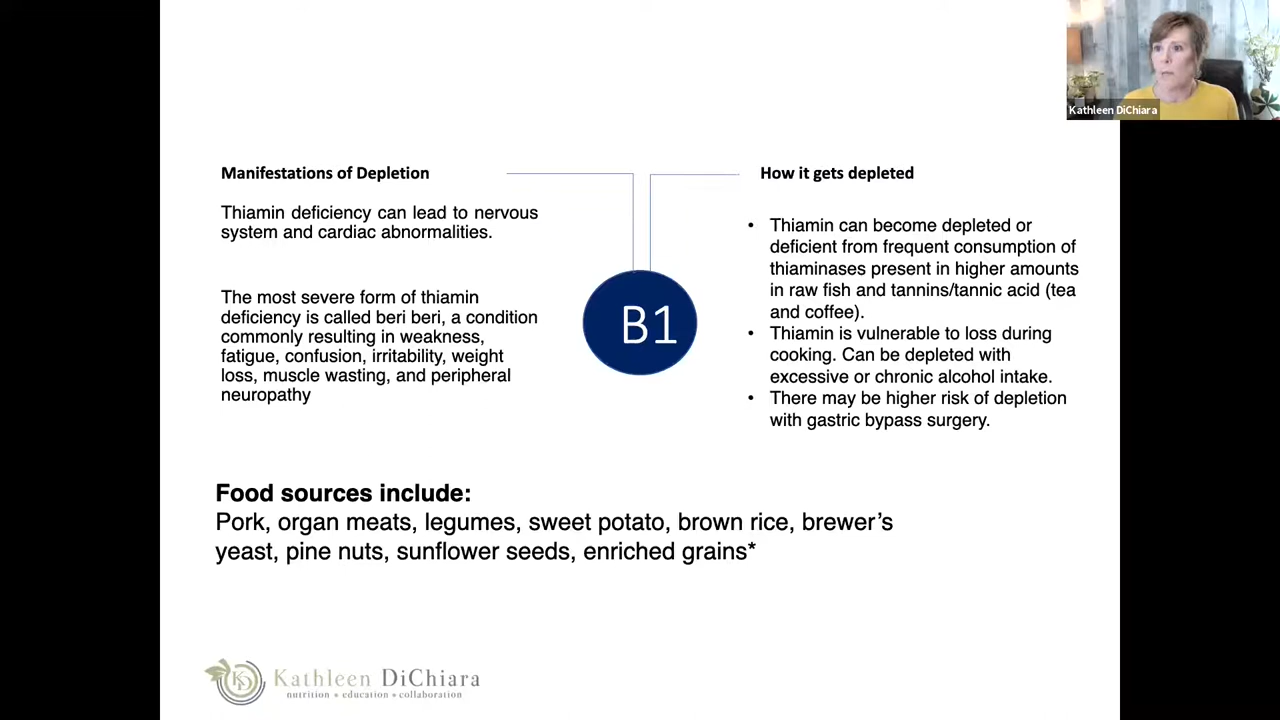 Kathleen DiChiara
Manifestations of Depletion
Thiamin deficiency can lead to nervous
system and cardiac abnormalities.
The most severe form of thiamin
deficiency is called beri beri, a condition
commonly resulting in weakness,
fatigue, confusion, irritability, weight
loss, muscle wasting, and peripheral
neuropathy
B1
How it gets depleted
• Thiamin can become depleted or
deficient from frequent consumption of
thiaminases present in higher amounts
in raw fish and tannins/tannic acid (tea
and coffee).
• Thiamin is vulnerable to loss during
cooking. Can be depleted with
excessive or chronic alcohol intake.
• There may be higher risk of depletion
with gastric bypass surgery.
Food sources include:
Pork, organ meats, legumes, sweet potato, brown rice, brewer’s
yeast, pine nuts, sunflower seeds, enriched grains*
KD
Kathleen DiChiara
nutrition • education • collaboration